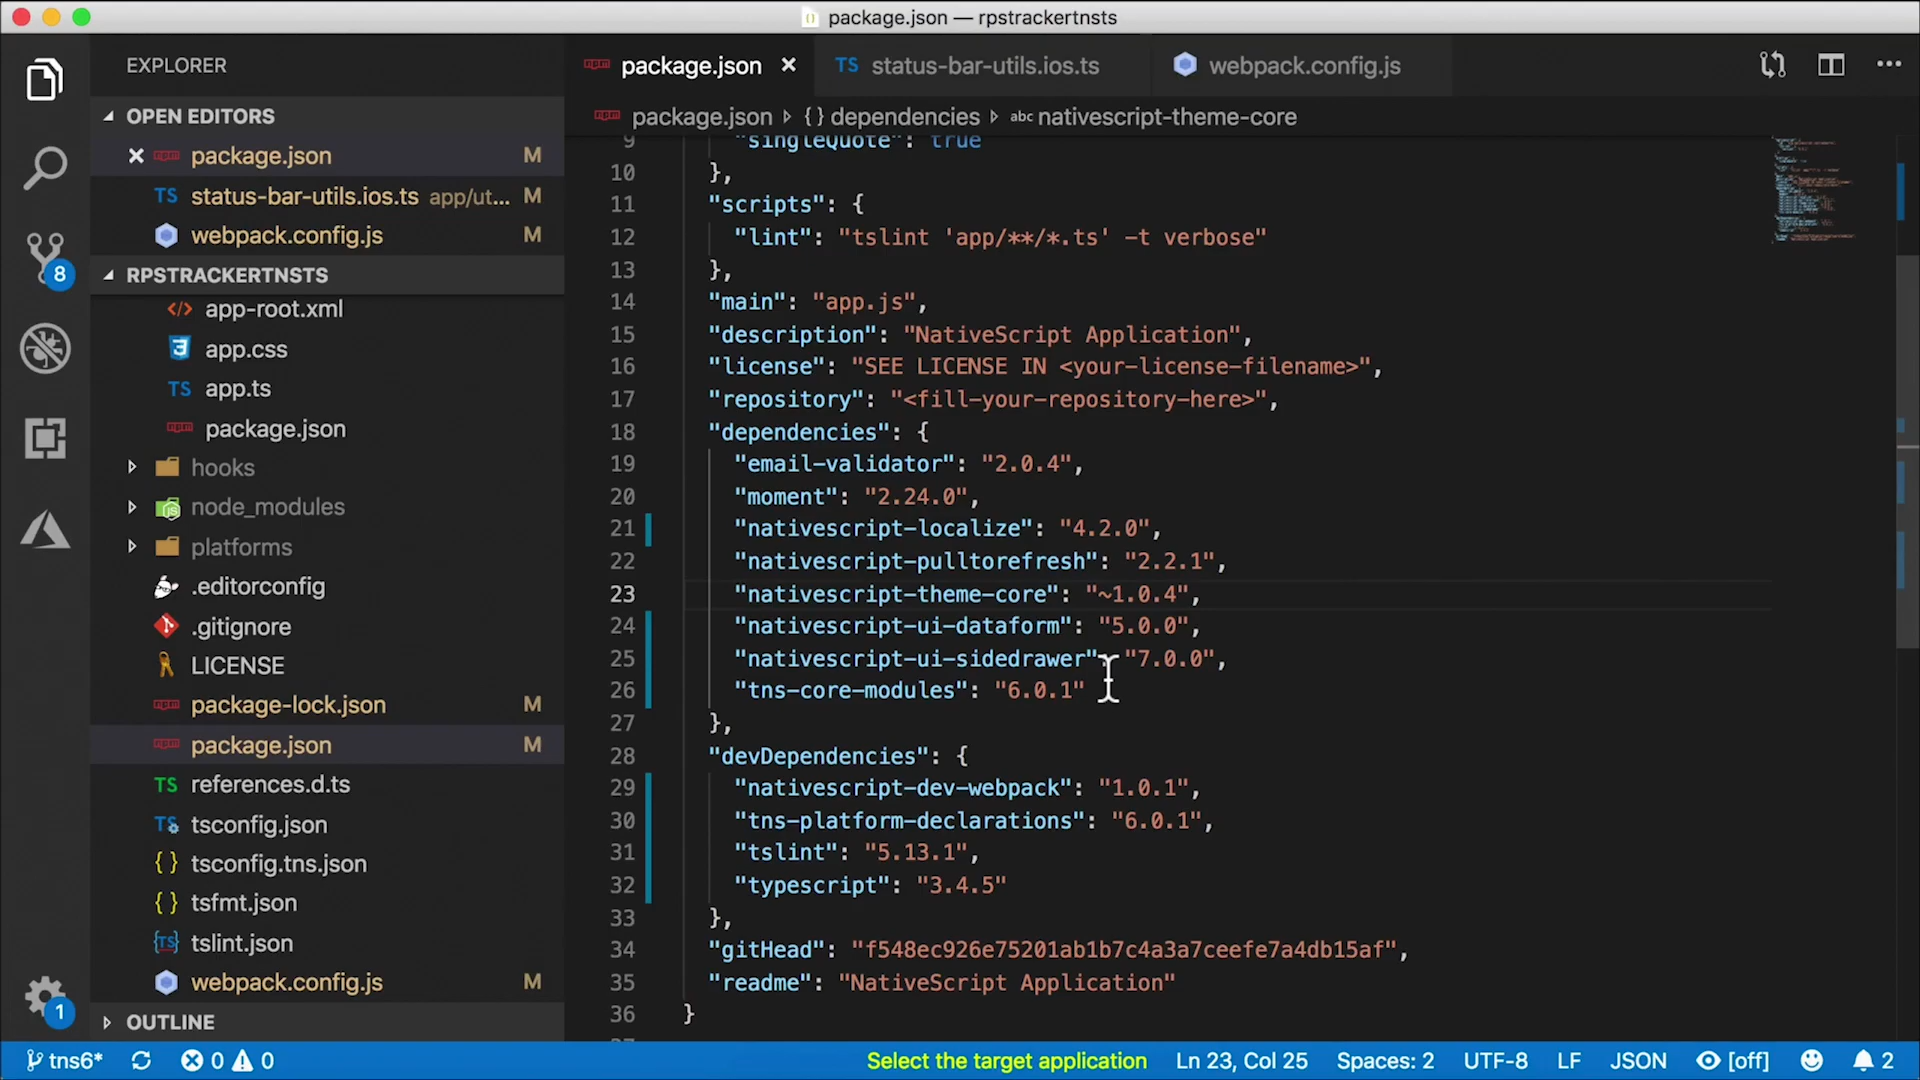 package.json — rpstrackertnsts
EXPLORER
OPEN EDITORS
package.json M
TS status-bar-utils.ios.ts app/ut... M
webpack.config.js M
8
RPSTRACKERTNSTS
app-root.xml
app.css
TS app.ts
package.json
hooks
node_modules
platforms
.editorconfig
.gitignore
LICENSE
package-lock.json M
package.json M
TS references.d.ts
TS tsconfig.json
{ } tsconfig.tns.json
{ } tsfmt.json
{TS} tslint.json
webpack.config.js M
1
OUTLINE
package.json ×
TS status-bar-utils.ios.ts
webpack.config.js
package.json { } dependencies abc nativescript-theme-core
9 "singleQuote": true
10 },
11 "scripts": {
12 "lint": "tslint 'app/**/*.ts' -t verbose"
13 },
14 "main": "app.js",
15 "description": "NativeScript Application",
16 "license": "SEE LICENSE IN <your-license-filename>",
17 "repository": "<fill-your-repository-here>",
18 "dependencies": {
19 "email-validator": "2.0.4",
20 "moment": "2.24.0",
21 "nativescript-localize": "4.2.0",
22 "nativescript-pulltorefresh": "2.2.1",
23 "nativescript-theme-core": "~1.0.4",
24 "nativescript-ui-dataform": "5.0.0",
25 "nativescript-ui-sidedrawer": "7.0.0",
26 "tns-core-modules": "6.0.1"
27 },
28 "devDependencies": {
29 "nativescript-dev-webpack": "1.0.1",
30 "tns-platform-declarations": "6.0.1",
31 "tslint": "5.13.1",
32 "typescript": "3.4.5"
33 },
34 "gitHead": "f548ec926e75201ab1b7c4a3a7ceefe7a4db15af",
35 "readme": "NativeScript Application"
36 }
tns6* 0 0 Select the target application Ln 23, Col 25 Spaces: 2 UTF-8 LF JSON [off] 2